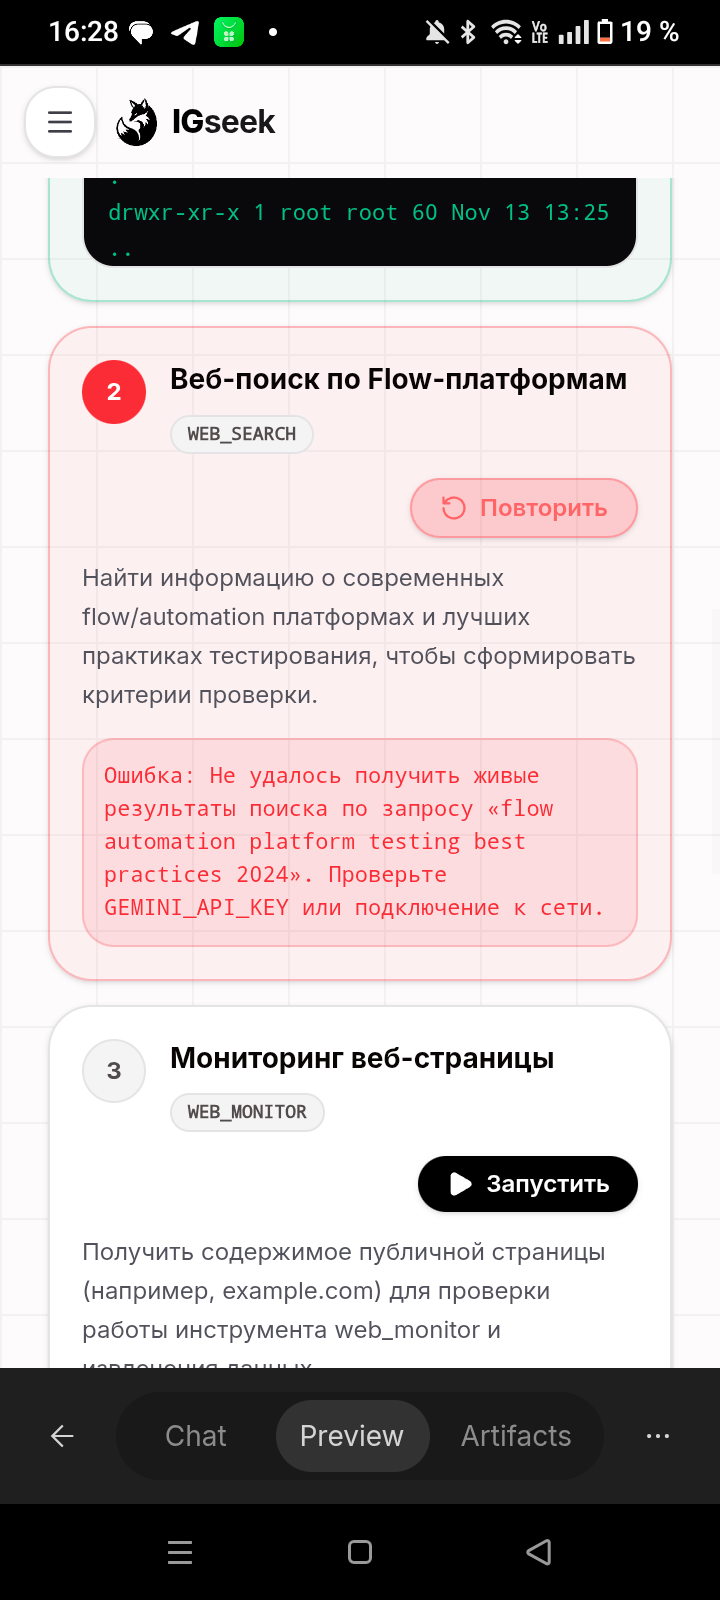 16:28
Vo LTE
19 %
IGseek
.
drwxr-xr-x 1 root root 60 Nov 13 13:25
..
2
Веб-поиск по Flow-платформам
WEB_SEARCH
Повторить
Найти информацию о современных
flow/automation платформах и лучших
практиках тестирования, чтобы сформировать
критерии проверки.
Ошибка: Не удалось получить живые
результаты поиска по запросу «flow
automation platform testing best
practices 2024». Проверьте
GEMINI_API_KEY или подключение к сети.
3
Мониторинг веб-страницы
WEB_MONITOR
Запустить
Получить содержимое публичной страницы
(например, example.com) для проверки
работы инструмента web_monitor и
извлечения данных
Chat
Preview
Artifacts